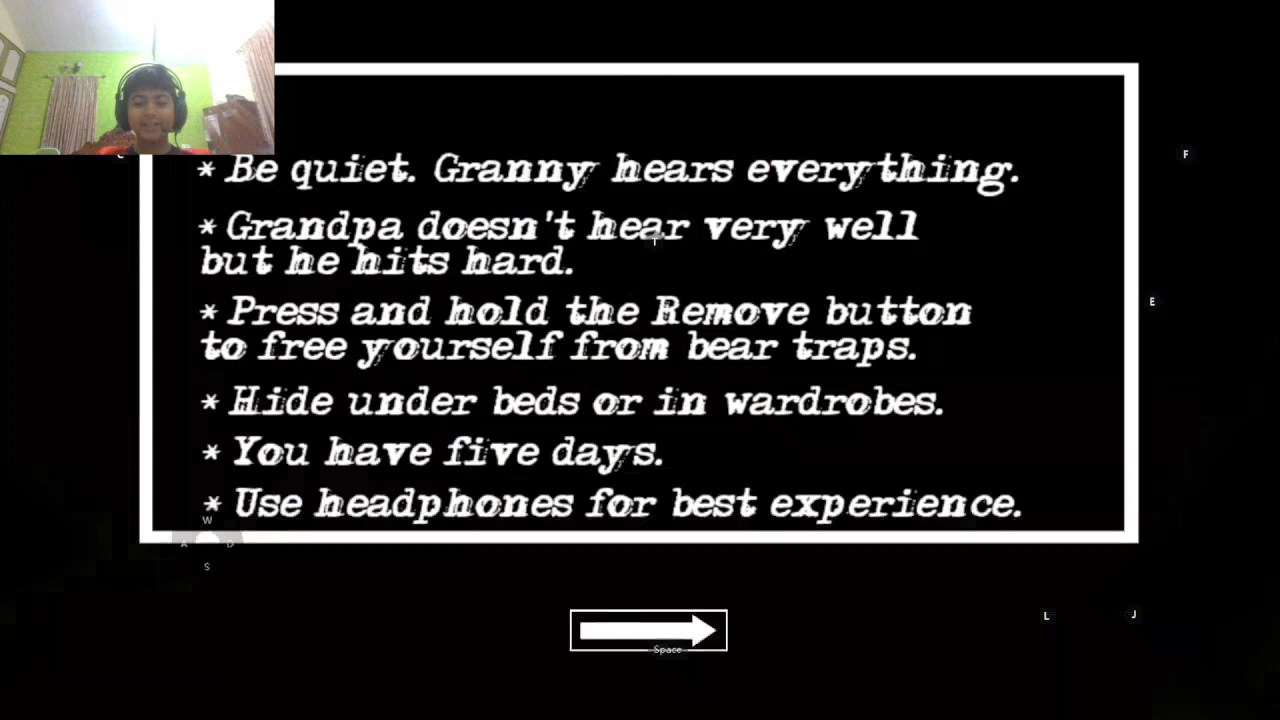 * Be quiet. Granny hears everything.
* Grandpa doesn't hear very well
but he hits hard.
* Press and hold the Remove button
to free yourself from bear traps.
* Hide under beds or in wardrobes.
* You have five days.
* Use headphones for best experience.
C
F
T
E
W
A D
S
L J
Space